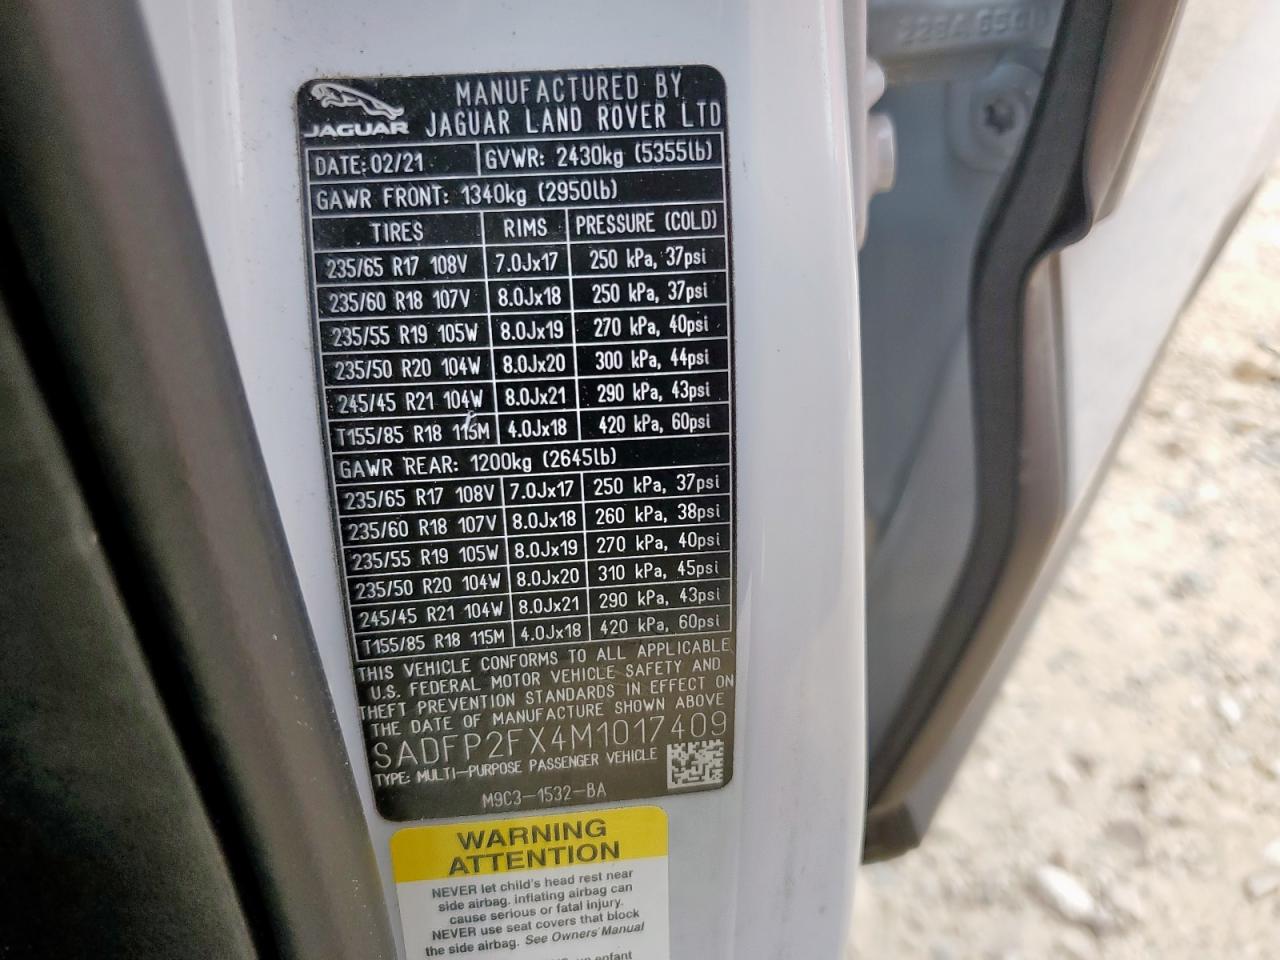 2294 650
JAGUAR
MANUFACTURED BY
JAGUAR LAND ROVER LTD
DATE: 02/21 GVWR: 2430kg (5355lb)
GAWR FRONT: 1340kg (2950lb)
TIRES RIMS PRESSURE (COLD)
235/65 R17 108V 7.0Jx17 250 kPa, 37psi
235/60 R18 107V 8.0Jx18 250 kPa, 37psi
235/55 R19 105W 8.0Jx19 270 kPa, 40psi
235/50 R20 104W 8.0Jx20 300 kPa, 44psi
245/45 R21 104W 8.0Jx21 290 kPa, 43psi
T155/85 R18 115M 4.0Jx18 420 kPa, 60psi
GAWR REAR: 1200kg (2645lb)
235/65 R17 108V 7.0Jx17 250 kPa, 37psi
235/60 R18 107V 8.0Jx18 260 kPa, 38psi
235/55 R19 105W 8.0Jx19 270 kPa, 40psi
235/50 R20 104W 8.0Jx20 310 kPa, 45psi
245/45 R21 104W 8.0Jx21 290 kPa, 43psi
T155/85 R18 115M 4.0Jx18 420 kPa, 60psi
THIS VEHICLE CONFORMS TO ALL APPLICABLE
U.S. FEDERAL MOTOR VEHICLE SAFETY AND
THEFT PREVENTION STANDARDS IN EFFECT ON
THE DATE OF MANUFACTURE SHOWN ABOVE
SADFP2FX4M1017409
TYPE: MULTI-PURPOSE PASSENGER VEHICLE
M9C3-1532-BA
WARNING
ATTENTION
NEVER let child's head rest near
side airbag. inflating airbag can
cause serious or fatal injury.
NEVER use seat covers that block
the side airbag. See Owners Manual
un enfant